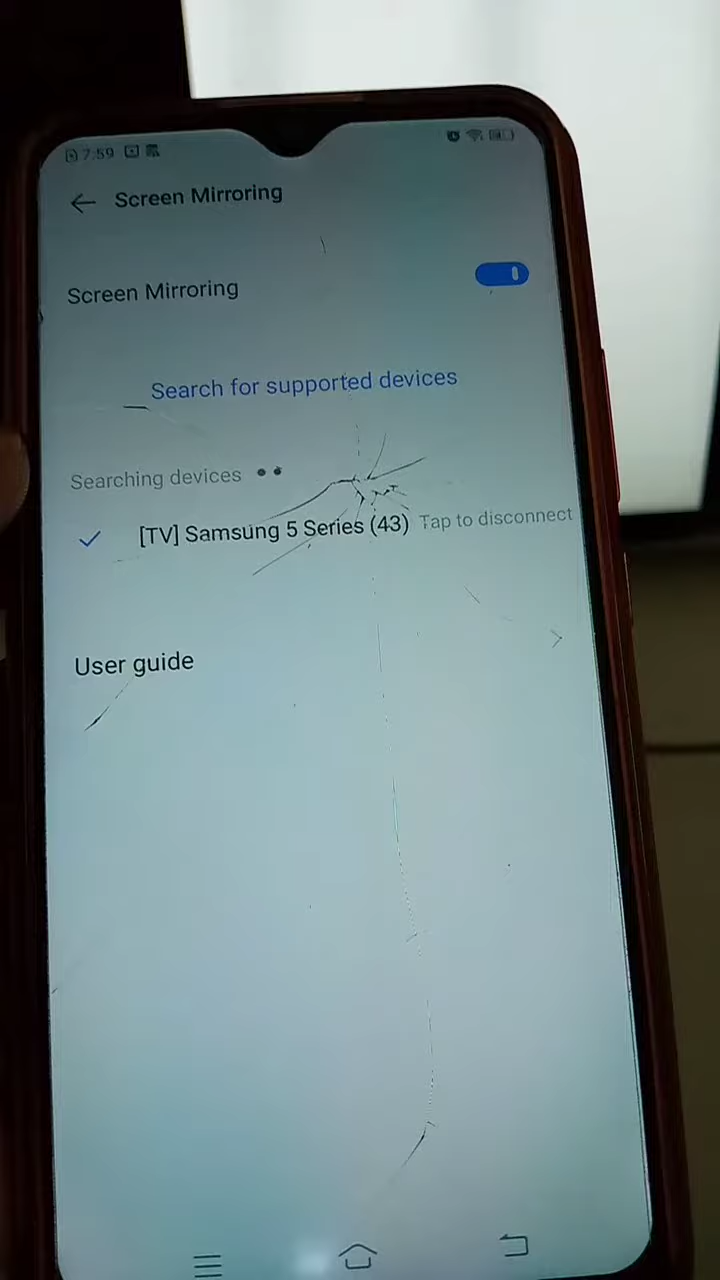 7:59
Screen Mirroring
Screen Mirroring
Search for supported devices
Searching devices
[TV] Samsung 5 Series (43) Tap to disconnect
User guide